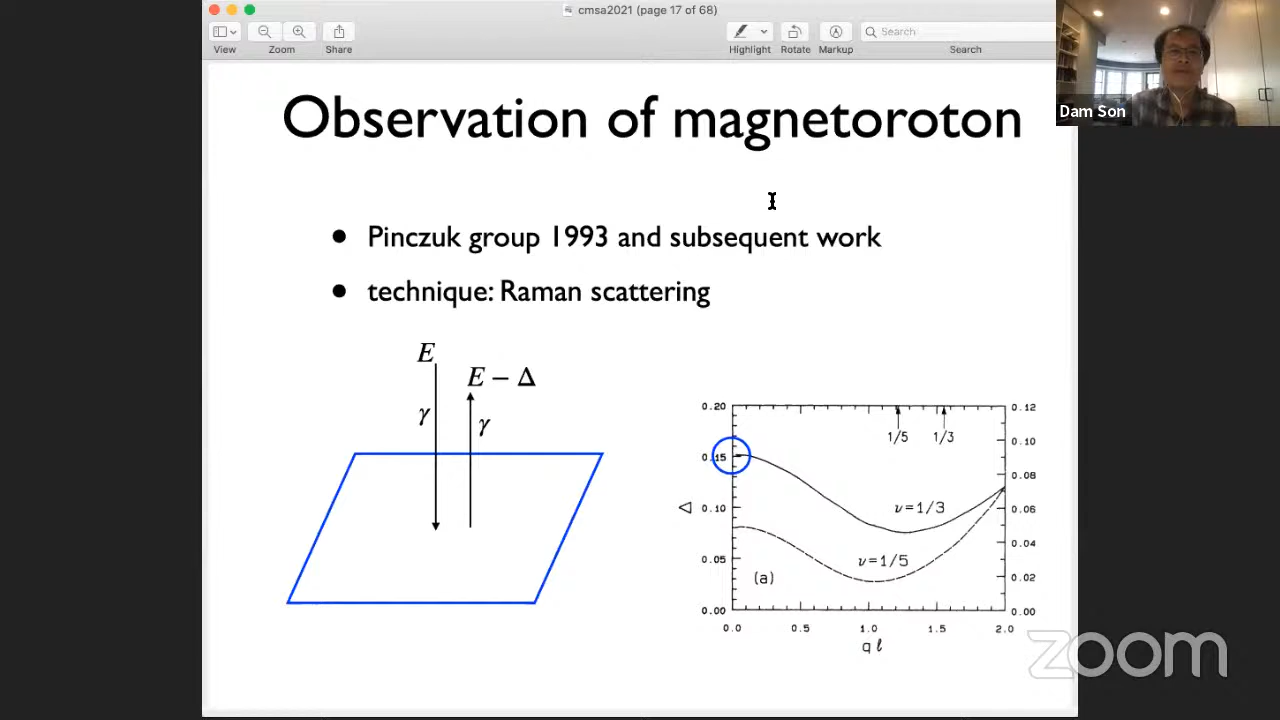 cmsa2021 (page 17 of 68)
View
Zoom
Share
Highlight
Rotate
Markup
Search
Search
Dam Son
Observation of magnetoroton
• Pinczuk group 1993 and subsequent work
• technique: Raman scattering
E
E − Δ
γ
γ
0.20
0.15
0.10
0.05
0.00
Δ
1/5
1/3
ν=1/3
ν=1/5
(a)
0.12
0.10
0.08
0.06
0.04
0.02
0.00
0.0 0.5 1.0 1.5 2.0
qℓ
zoom